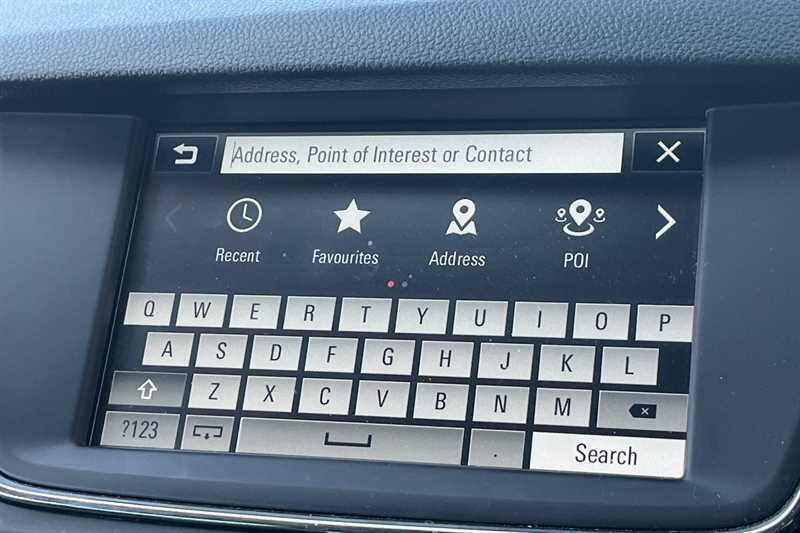 Address, Point of Interest or Contact
Recent Favourites Address POI
Q W E R T Y U I O P
A S D F G H J K L
Z X C V B N M
?123 . Search